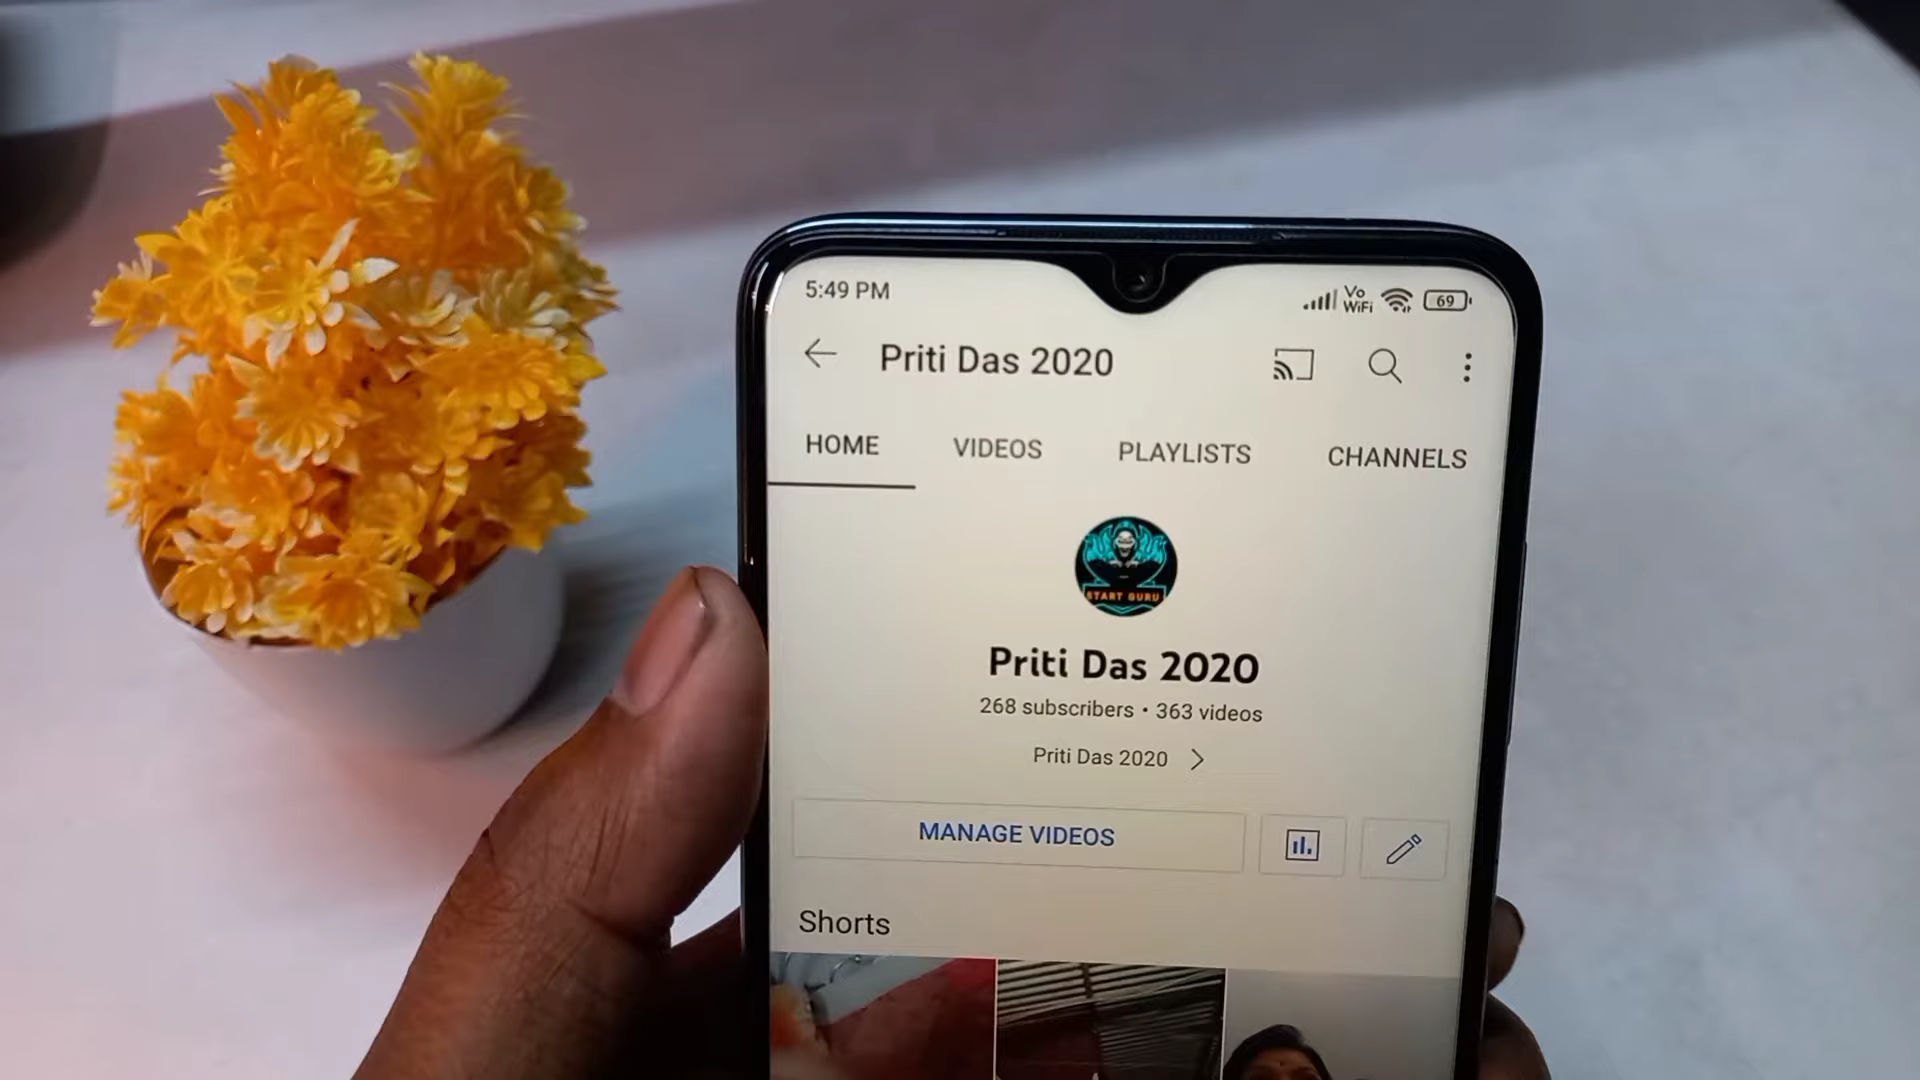 5:49 PM
Vo
WiFi
69
Priti Das 2020
HOME
VIDEOS
PLAYLISTS
CHANNELS
START GURU
Priti Das 2020
268 subscribers • 363 videos
Priti Das 2020
MANAGE VIDEOS
Shorts